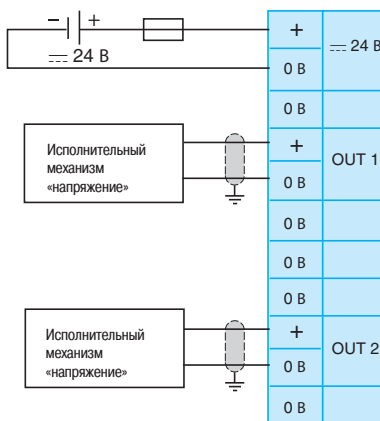 − +
⎓ 24 В
+
⎓ 24 В
0 В
0 В
Исполнительный
механизм
«напряжение»
+
OUT 1
0 В
0 В
0 В
0 В
Исполнительный
механизм
«напряжение»
+
OUT 2
0 В
0 В